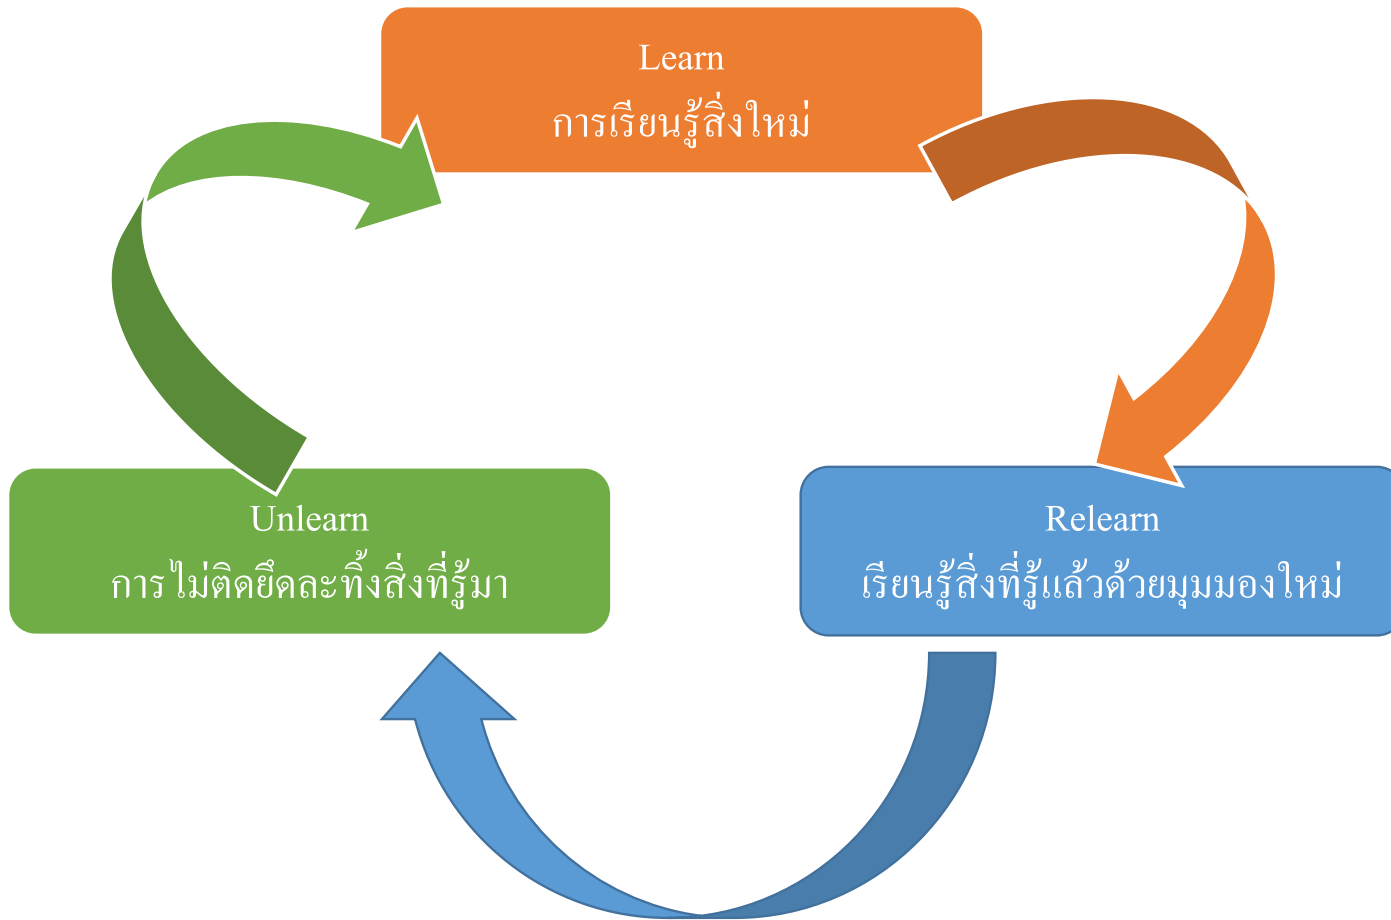 Learn
การเรียนรู้สิ่งใหม่
Unlearn
การไม่ติดยึดละทิ้งสิ่งที่รู้มา
Relearn
เรียนรู้สิ่งที่รู้แล้วด้วยมุมมองใหม่